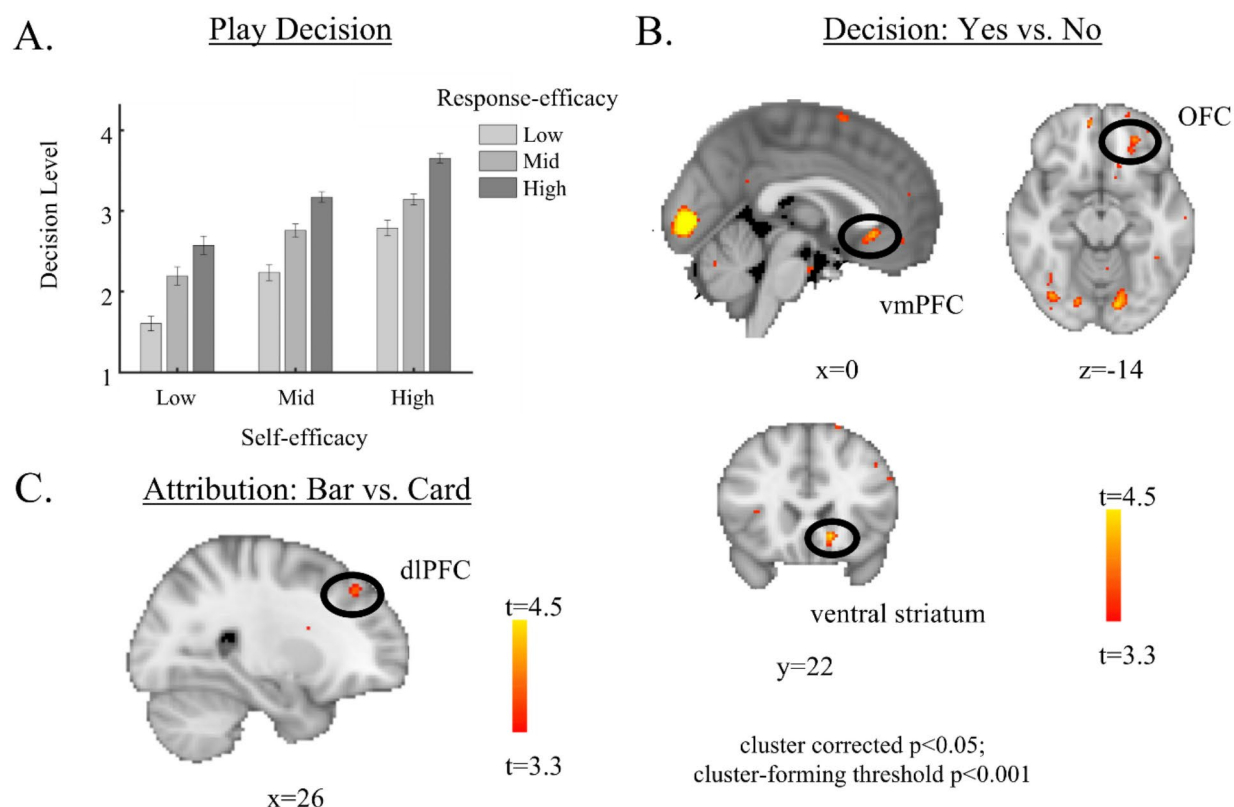 A.
Play Decision
Response-efficacy
Low
Mid
High
Decision Level
4
3
2
1
Low
Mid
High
Self-efficacy
B.
Decision: Yes vs. No
OFC
vmPFC
x=0
z=-14
ventral striatum
y=22
t=4.5
t=3.3
cluster corrected p<0.05;
cluster-forming threshold p<0.001
C.
Attribution: Bar vs. Card
dlPFC
t=4.5
t=3.3
x=26